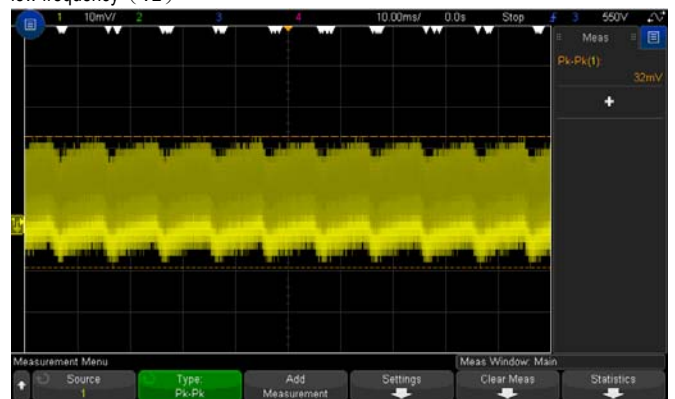 low frequency (V2)
1 10mV/ 2 3 4 10.00ms/ 0.0s Stop 3 550V
Meas
Pk-Pk(1):
32mV
+
Measurement Menu Meas Window: Main
Source Type: Add Settings Clear Meas Statistics
1 Pk-Pk Measurement